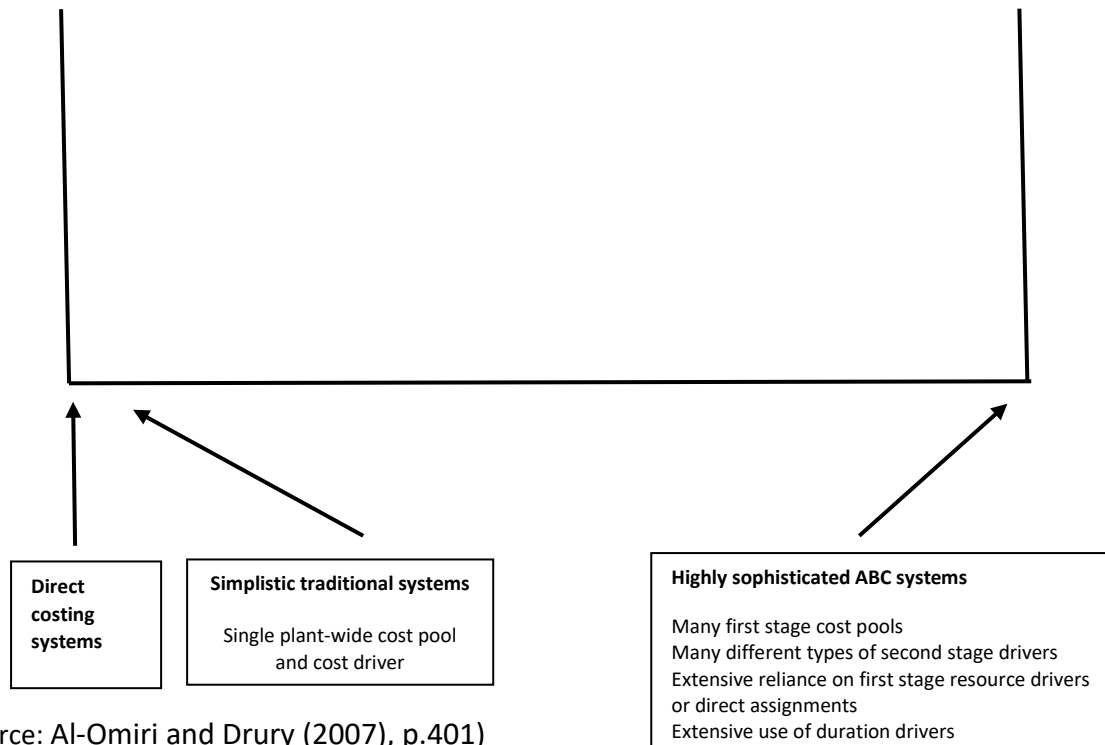 Direct
costing
systems
Simplistic traditional systems
Single plant-wide cost pool
and cost driver
Highly sophisticated ABC systems
Many first stage cost pools
Many different types of second stage drivers
Extensive reliance on first stage resource drivers
or direct assignments
Extensive use of duration drivers
rce: Al-Omiri and Drury (2007), p.401)